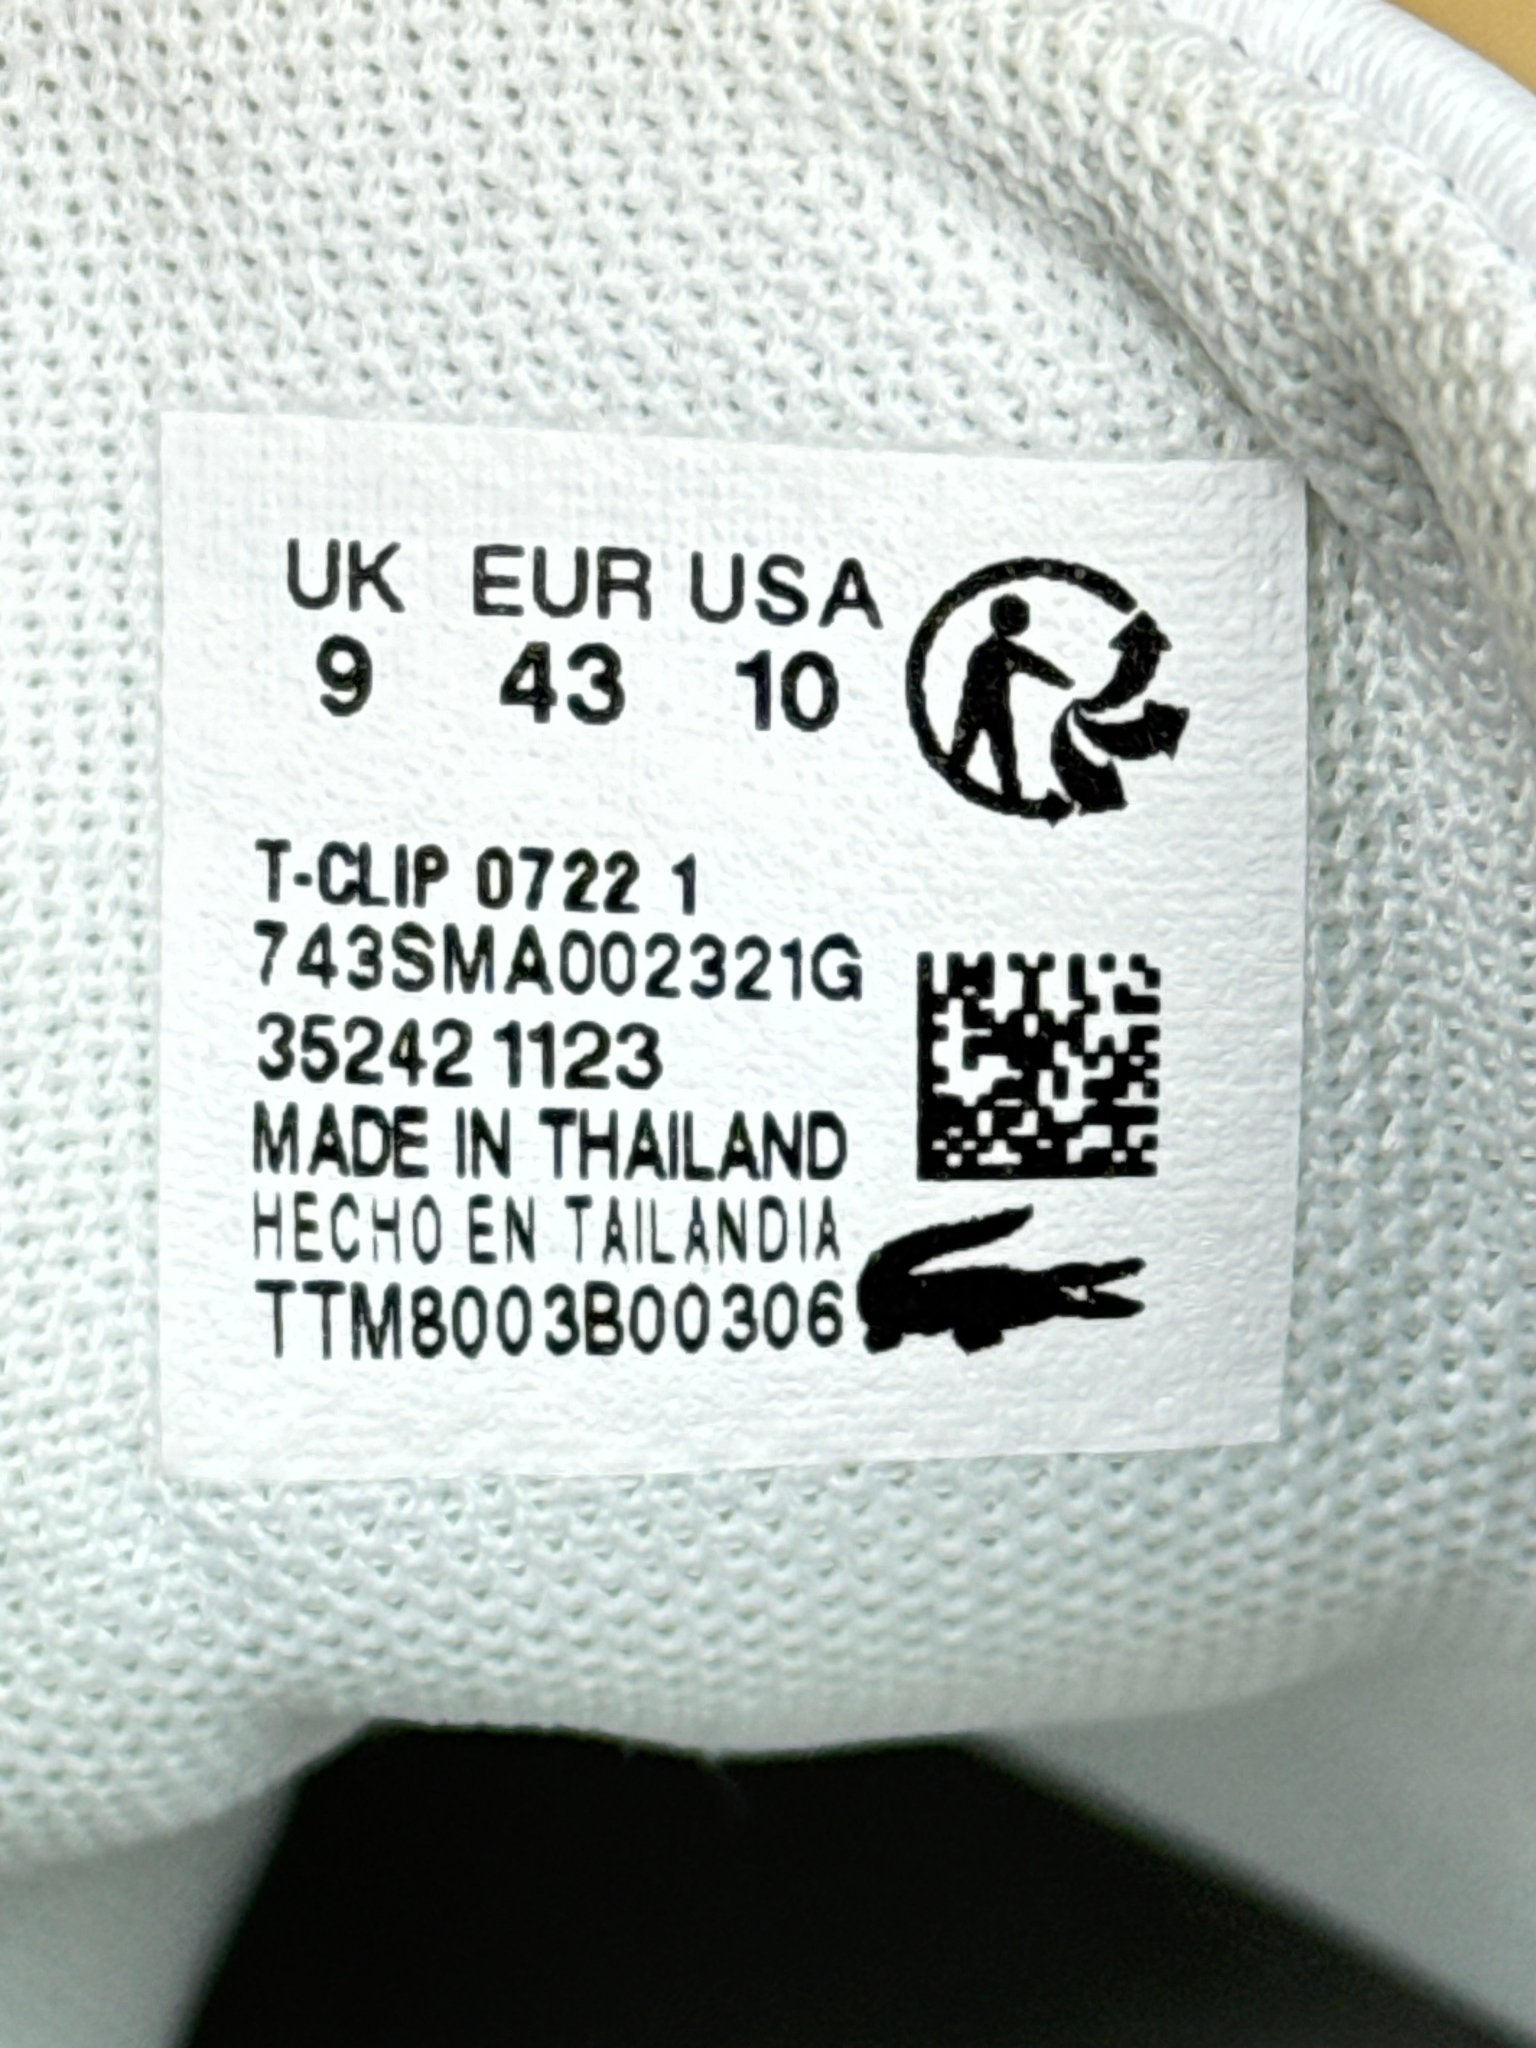 UK EUR USA
9 43 10
T-CLIP 0722 1
743SMA002321G
35242 1123
MADE IN THAILAND
HECHO EN TAILANDIA
TTM8003B00306